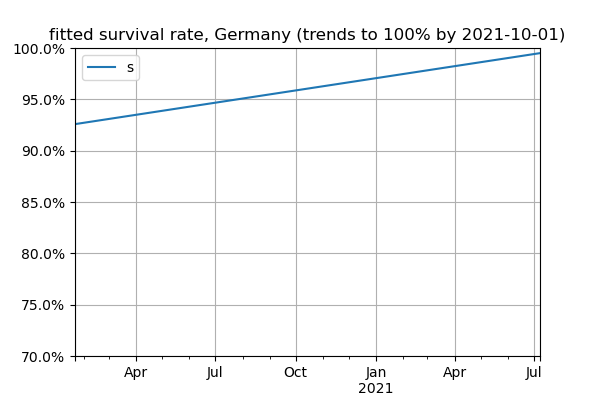 fitted survival rate, Germany (trends to 100% by 2021-10-01)
100.0%
s
95.0%
90.0%
85.0%
80.0%
75.0%
70.0%
Apr Jul Oct Jan Apr Jul
2021